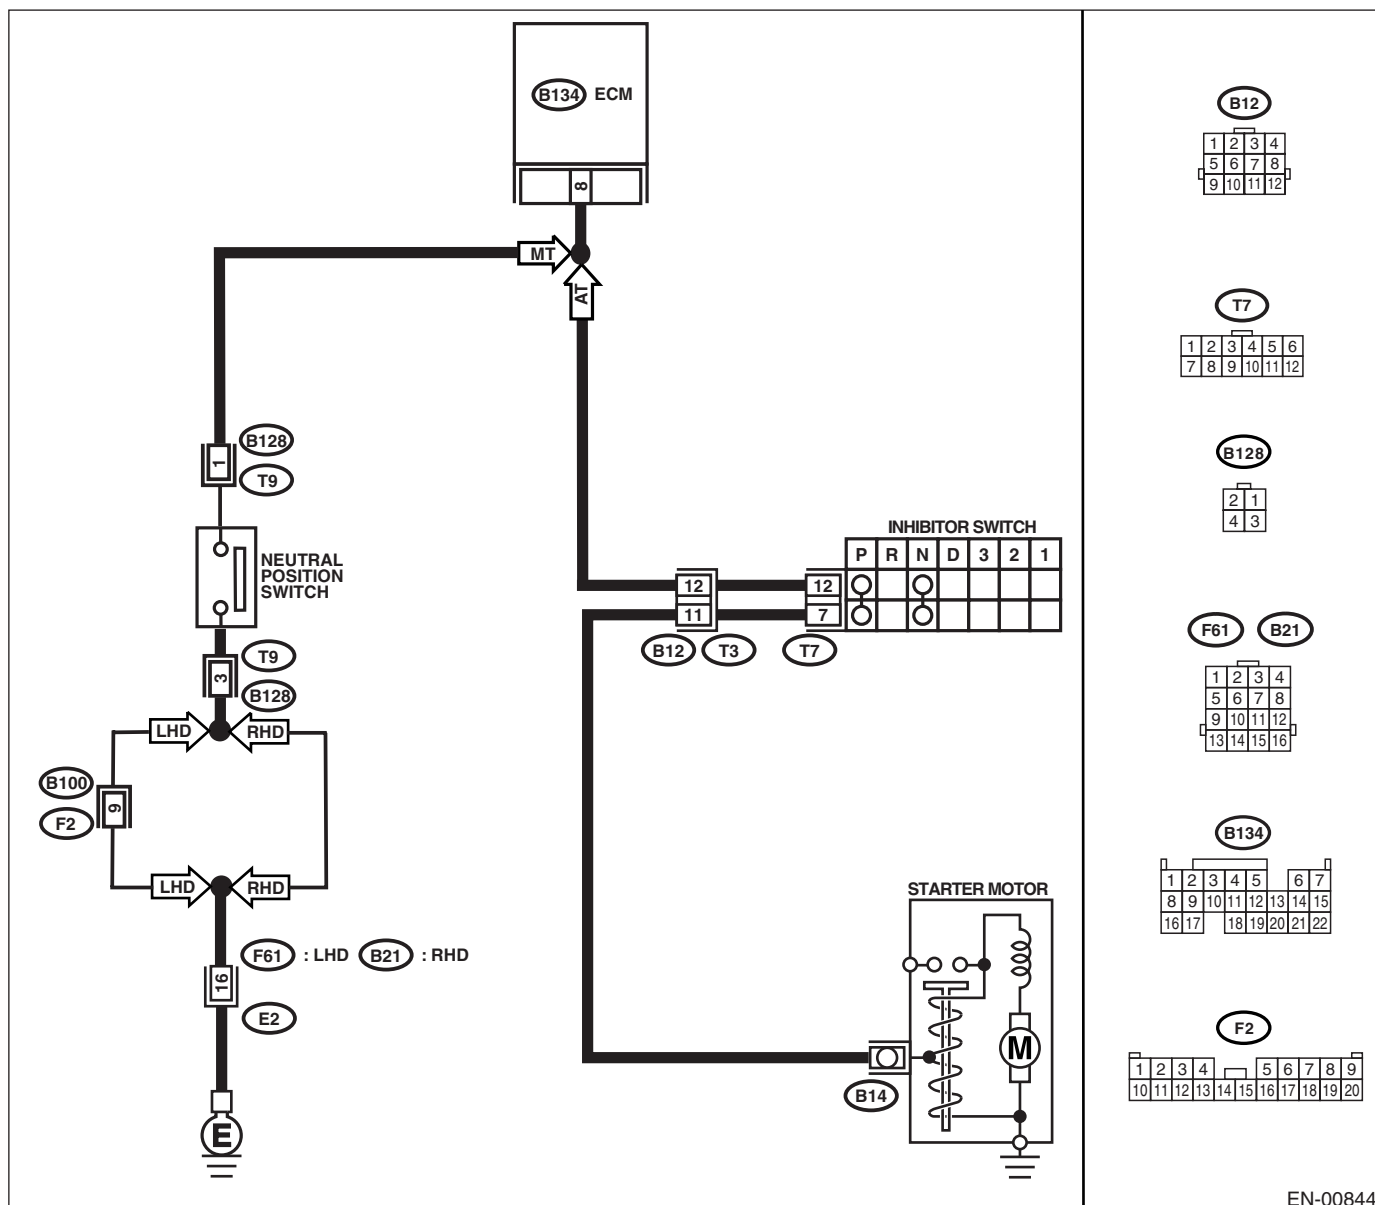 B134 ECM
8
MT
AT
B128
1
T9
NEUTRAL
POSITION
SWITCH
T9
3
B128
LHD RHD
B100
9
F2
LHD RHD
F61 : LHD B21 : RHD
16
E2
E
INHIBITOR SWITCH
P R N D 3 2 1
12 12
11 7
B12 T3 T7
STARTER MOTOR
M
B14
B12
1 2 3 4
5 6 7 8
9 10 11 12
T7
1 2 3 4 5 6
7 8 9 10 11 12
B128
2 1
4 3
F61 B21
1 2 3 4
5 6 7 8
9 10 11 12
13 14 15 16
B134
1 2 3 4 5 6 7
8 9 10 11 12 13 14 15
16 17 18 19 20 21 22
F2
1 2 3 4 5 6 7 8 9
10 11 12 13 14 15 16 17 18 19 20
EN-00844